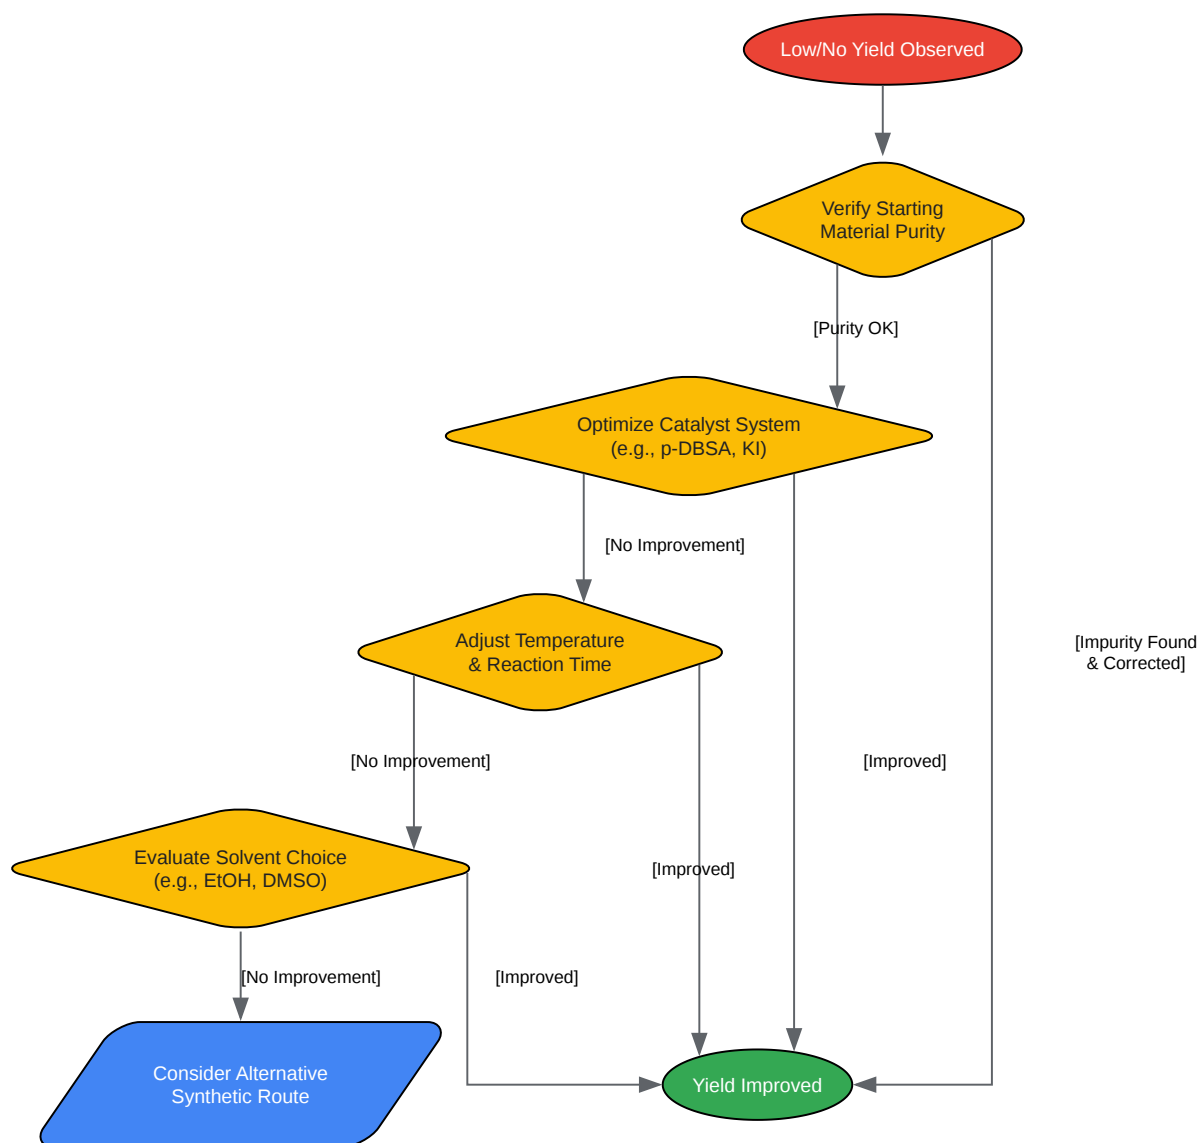 Low/No Yield Observed
Verify Starting
Material Purity
[Purity OK]
Optimize Catalyst System
(e.g., p-DBSA, KI)
[No Improvement]
Adjust Temperature
& Reaction Time
[Impurity Found
& Corrected]
[No Improvement]
[Improved]
Evaluate Solvent Choice
(e.g., EtOH, DMSO)
[Improved]
[No Improvement]
[Improved]
Consider Alternative
Synthetic Route
Yield Improved